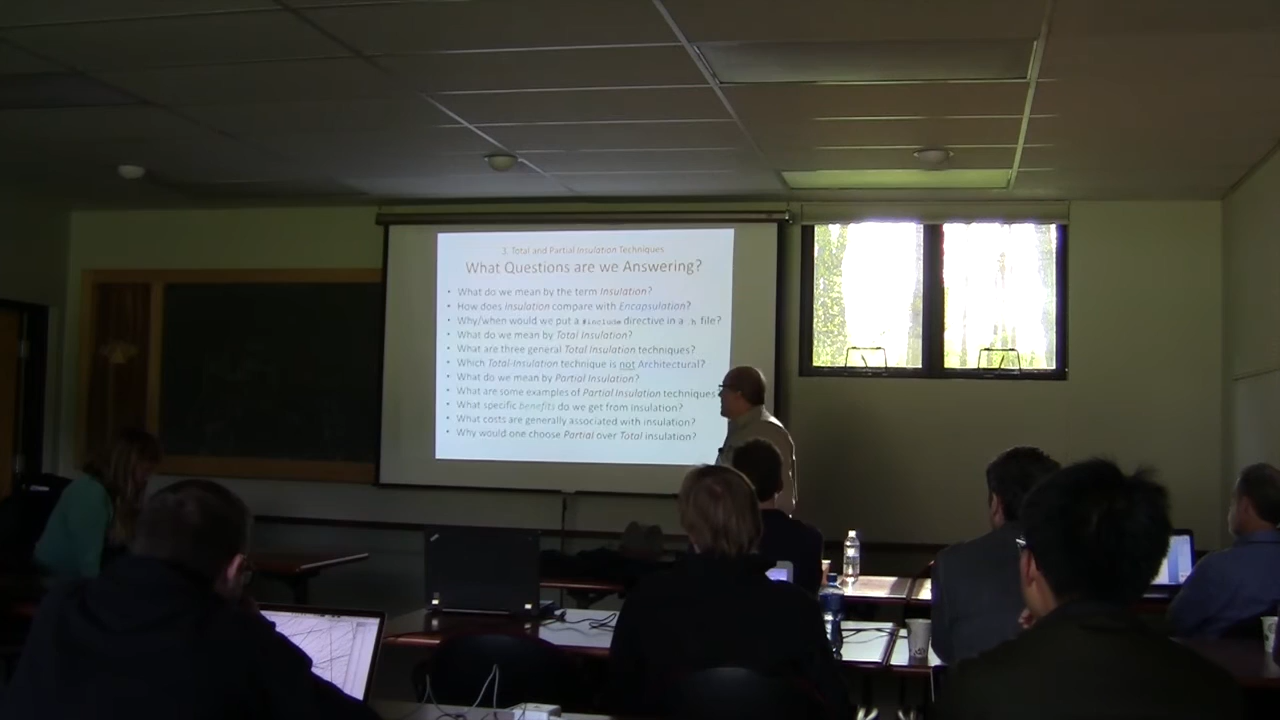 3. Total and Partial Insulation Techniques
What Questions are we Answering?
• What do we mean by the term Insulation?
• How does Insulation compare with Encapsulation?
• Why/when would we put a #include directive in a .h file?
• What do we mean by Total Insulation?
• What are three general Total Insulation techniques?
• Which Total-Insulation technique is not Architectural?
• What do we mean by Partial Insulation?
• What are some examples of Partial Insulation techniques
• What specific benefits do we get from insulation?
• What costs are generally associated with insulation?
• Why would one choose Partial over Total insulation?